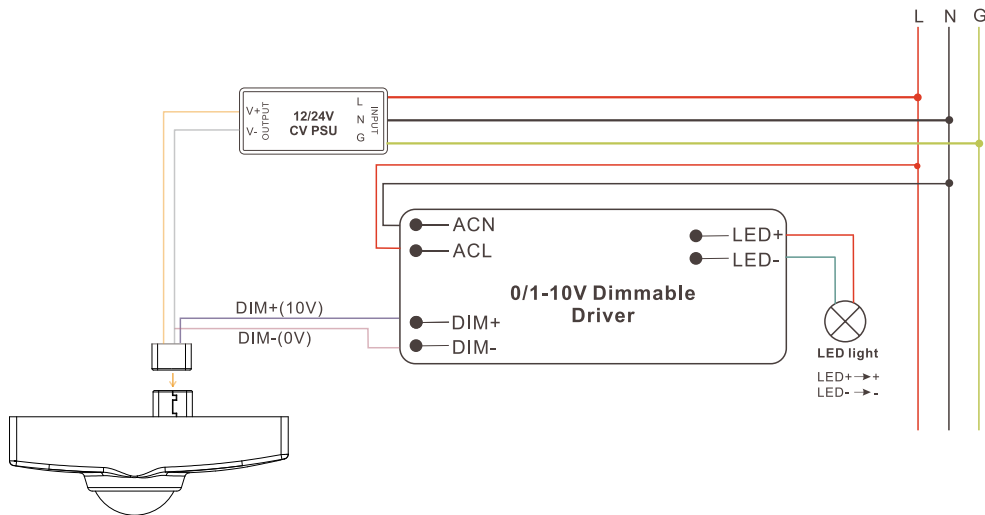 L N G
V+
V-
OUTPUT
12/24V
CV PSU
L
N
G
INPUT
ACN
ACL
LED+
LED-
0/1-10V Dimmable
Driver
DIM+(10V)
DIM-(0V)
DIM+
DIM-
LED light
LED+→+
LED-→-